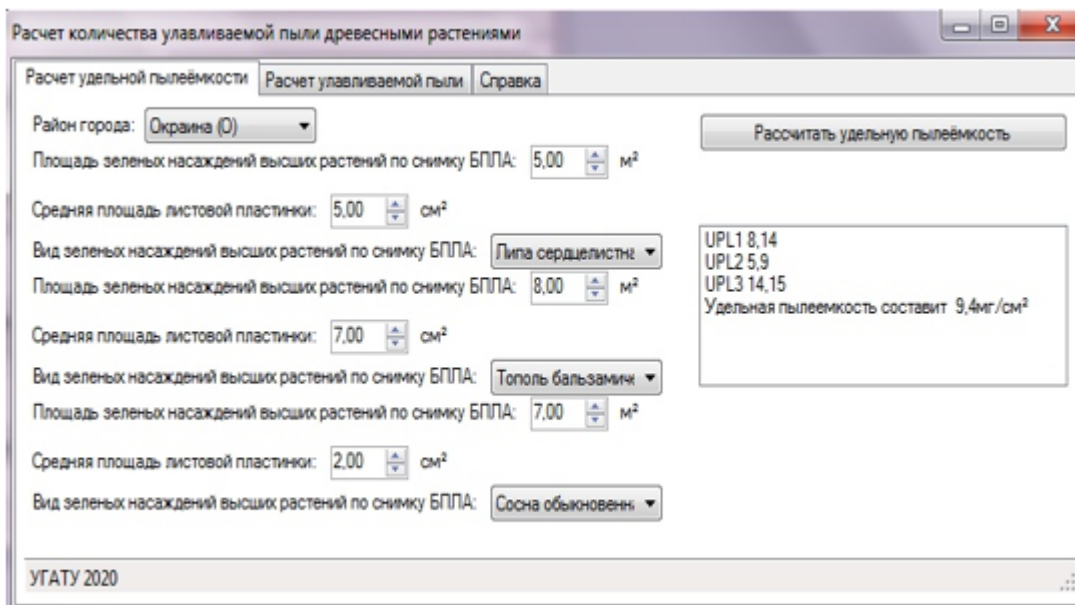 Расчет количества улавливаемой пыли древесными растениями
Расчет удельной пылеёмкости Расчет улавливаемой пыли Справка
Район города: Окраина (О) Рассчитать удельную пылеёмкость
Площадь зеленых насаждений высших растений по снимку БПЛА: 5,00 м²
Средняя площадь листовой пластинки: 5,00 см²
Вид зеленых насаждений высших растений по снимку БПЛА: Липа сердцелистна
Площадь зеленых насаждений высших растений по снимку БПЛА: 8,00 м²
Средняя площадь листовой пластинки: 7,00 см²
Вид зеленых насаждений высших растений по снимку БПЛА: Тополь бальзамиче
Площадь зеленых насаждений высших растений по снимку БПЛА: 7,00 м²
Средняя площадь листовой пластинки: 2,00 см²
Вид зеленых насаждений высших растений по снимку БПЛА: Сосна обыкновенна
UPL1 8,14
UPL2 5,9
UPL3 14,15
Удельная пылеемкость составит 9,4мг/см²
УГАТУ 2020